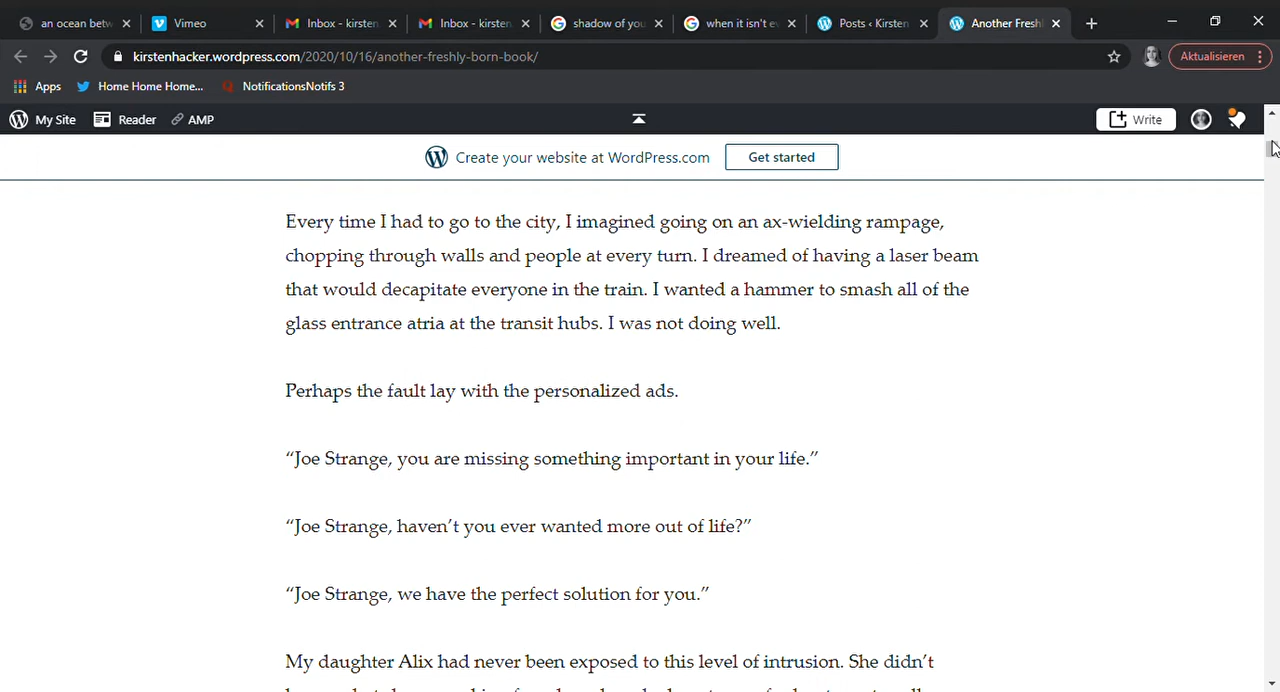 an ocean betw
Vimeo
Inbox - kirsten
Inbox - kirsten
shadow of you
when it isn't ev
Posts ‹ Kirsten
Another Fresh
kirstenhacker.wordpress.com/2020/10/16/another-freshly-born-book/
Aktualisieren
Apps
Home Home Home...
NotificationsNotifs 3
My Site
Reader
AMP
Write
Create your website at WordPress.com
Get started
Every time I had to go to the city, I imagined going on an ax-wielding rampage,
chopping through walls and people at every turn. I dreamed of having a laser beam
that would decapitate everyone in the train. I wanted a hammer to smash all of the
glass entrance atria at the transit hubs. I was not doing well.
Perhaps the fault lay with the personalized ads.
“Joe Strange, you are missing something important in your life.”
“Joe Strange, haven’t you ever wanted more out of life?”
“Joe Strange, we have the perfect solution for you.”
My daughter Alix had never been exposed to this level of intrusion. She didn’t